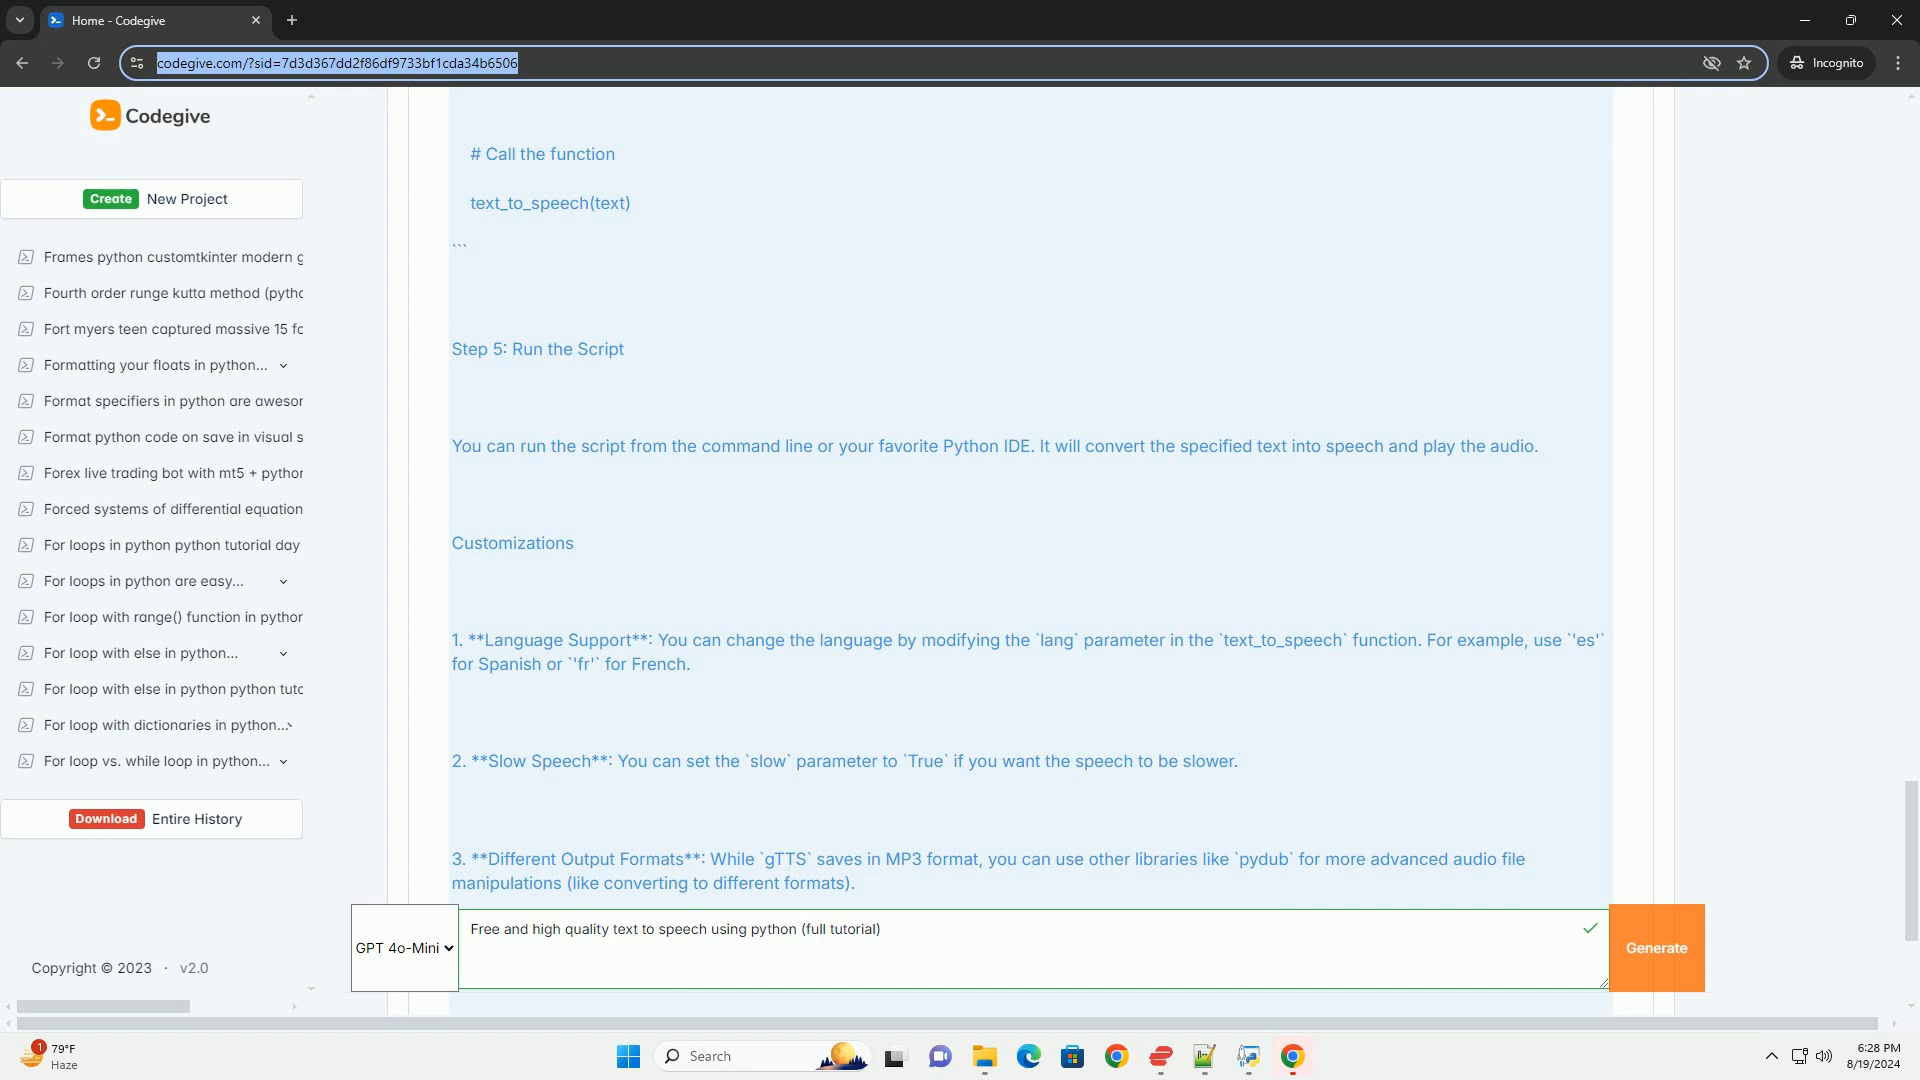 Home - Codegive
codegive.com/?sid=7d3d367dd2f86df9733bf1cda34b6506
Incognito
Codegive
Create New Project
Frames python customtkinter modern g
Fourth order runge kutta method (pytho
Fort myers teen captured massive 15 fo
Formatting your floats in python...
Format specifiers in python are awesor
Format python code on save in visual s
Forex live trading bot with mt5 + python
Forced systems of differential equation
For loops in python python tutorial day
For loops in python are easy...
For loop with range() function in python
For loop with else in python...
For loop with else in python python tuto
For loop with dictionaries in python...
For loop vs. while loop in python...
Download Entire History
Copyright © 2023 · v2.0
# Call the function
text_to_speech(text)
```
Step 5: Run the Script
You can run the script from the command line or your favorite Python IDE. It will convert the specified text into speech and play the audio.
Customizations
1. **Language Support**: You can change the language by modifying the `lang` parameter in the `text_to_speech` function. For example, use `'es'`
for Spanish or `'fr'` for French.
2. **Slow Speech**: You can set the `slow` parameter to `True` if you want the speech to be slower.
3. **Different Output Formats**: While `gTTS` saves in MP3 format, you can use other libraries like `pydub` for more advanced audio file
manipulations (like converting to different formats).
GPT 4o-Mini
Free and high quality text to speech using python (full tutorial)
Generate
1
79°F
Haze
Search
6:28 PM
8/19/2024